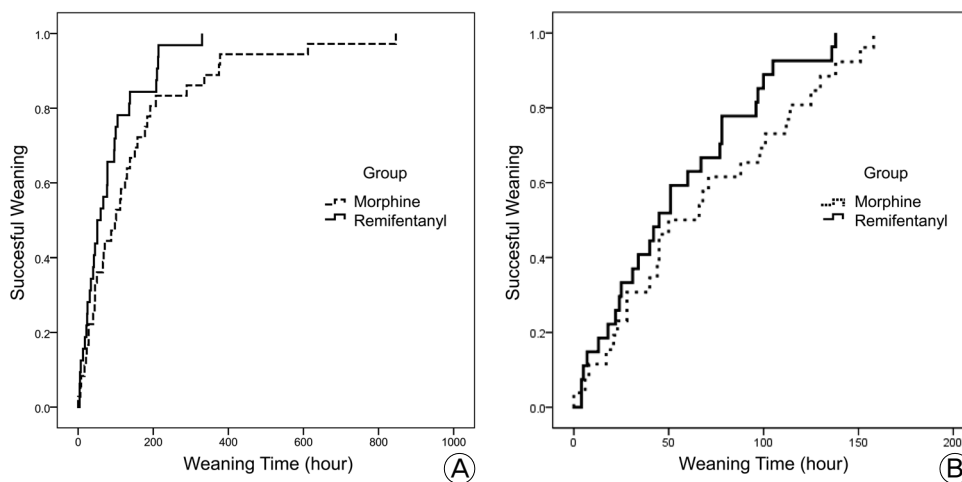 Succesful Weaning
1.0
0.8
0.6
0.4
0.2
0.0
Group
Morphine
Remifentanyl
0 200 400 600 800 1000
Weaning Time (hour)
A
Succesful Weaning
1.0
0.8
0.6
0.4
0.2
0.0
Group
Morphine
Remifentanyl
0 50 100 150 200
Weaning Time (hour)
B